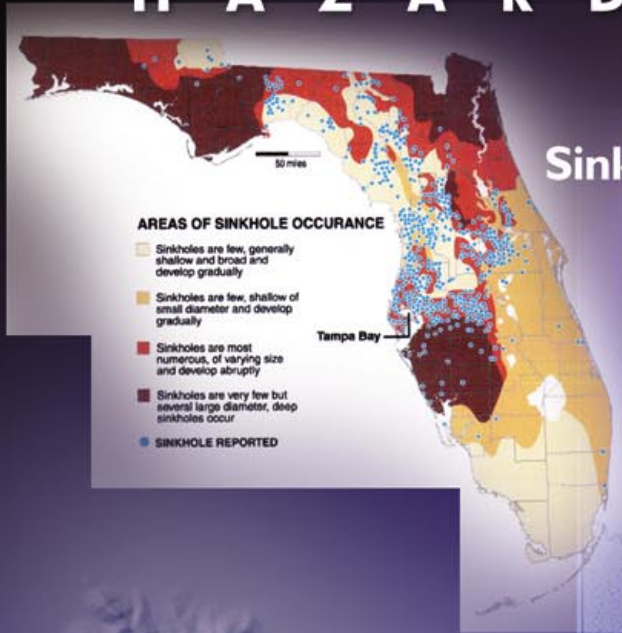 H A Z A R D
Sink
50 miles
AREAS OF SINKHOLE OCCURANCE
Sinkholes are few, generally
shallow and broad and
develop gradually
Sinkholes are few, shallow of
small diameter and develop
gradually
Sinkholes are most
numerous, of varying size
and develop abruptly
Sinkholes are very few but
several large diameter, deep
sinkholes occur
SINKHOLE REPORTED
Tampa Bay